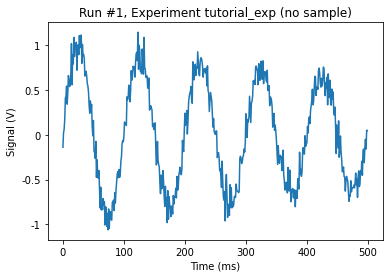 Run #1, Experiment tutorial_exp (no sample)
1
0.5
0
-0.5
-1
Signal (V)
0 100 200 300 400 500
Time (ms)